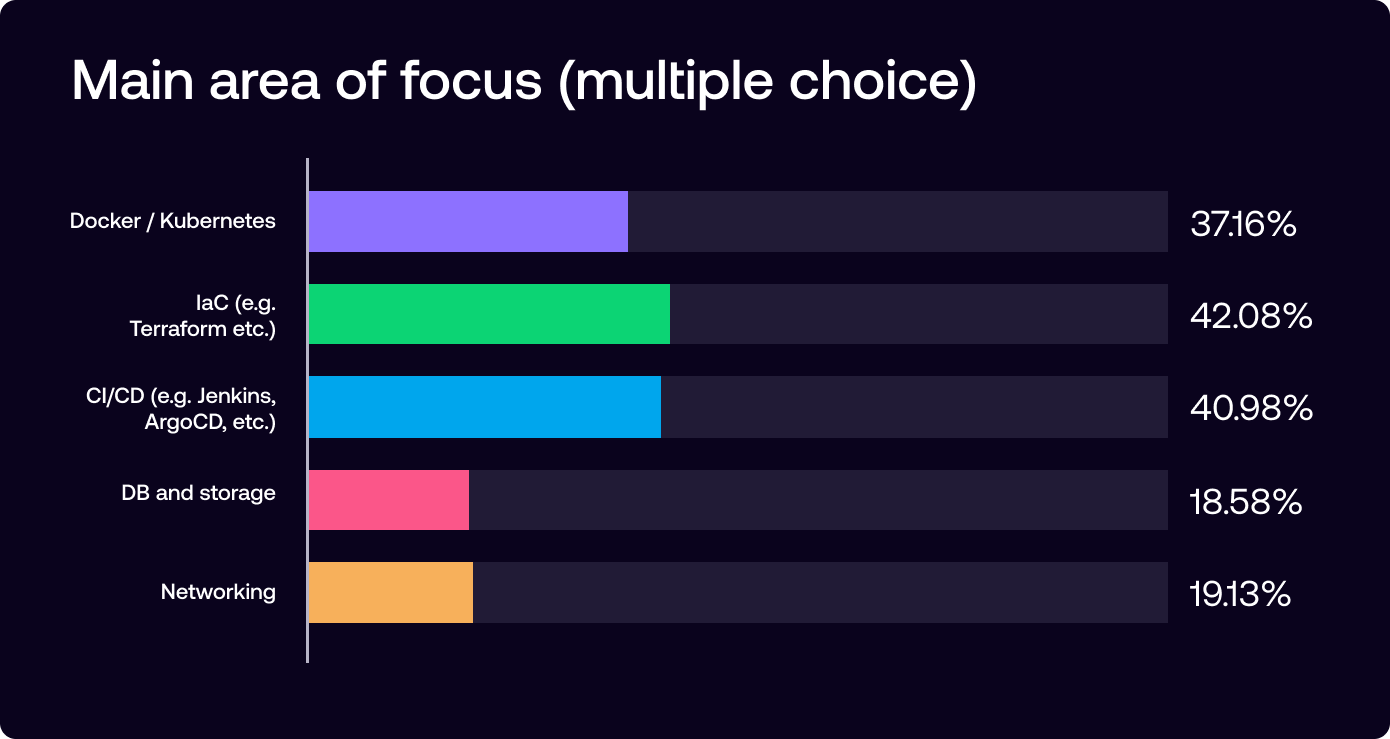 Main area of focus (multiple choice)
Docker / Kubernetes
37.16%
IaC (e.g.
Terraform etc.)
42.08%
CI/CD (e.g. Jenkins,
ArgoCD, etc.)
40.98%
DB and storage
18.58%
Networking
19.13%